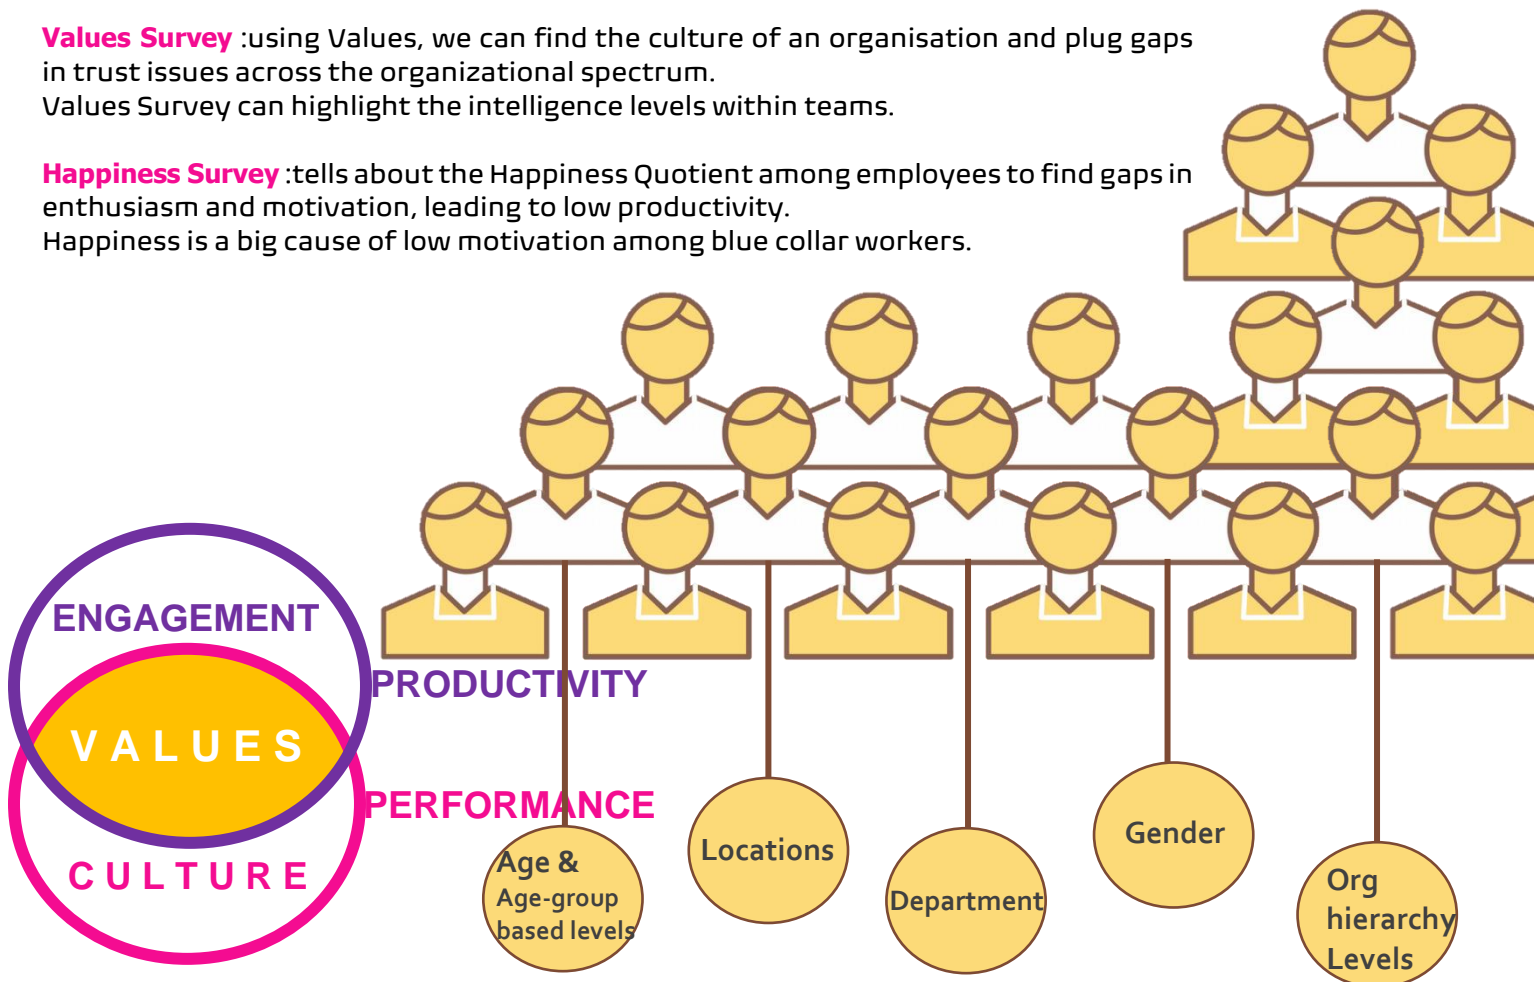 Values Survey :using Values, we can find the culture of an organisation and plug gaps
in trust issues across the organizational spectrum.
Values Survey can highlight the intelligence levels within teams.
Happiness Survey :tells about the Happiness Quotient among employees to find gaps in
enthusiasm and motivation, leading to low productivity.
Happiness is a big cause of low motivation among blue collar workers.
ENGAGEMENT
PRODUCTIVITY
VALUES
PERFORMANCE
CULTURE
Age &
Age-group
based levels
Locations
Department
Gender
Org
hierarchy
Levels